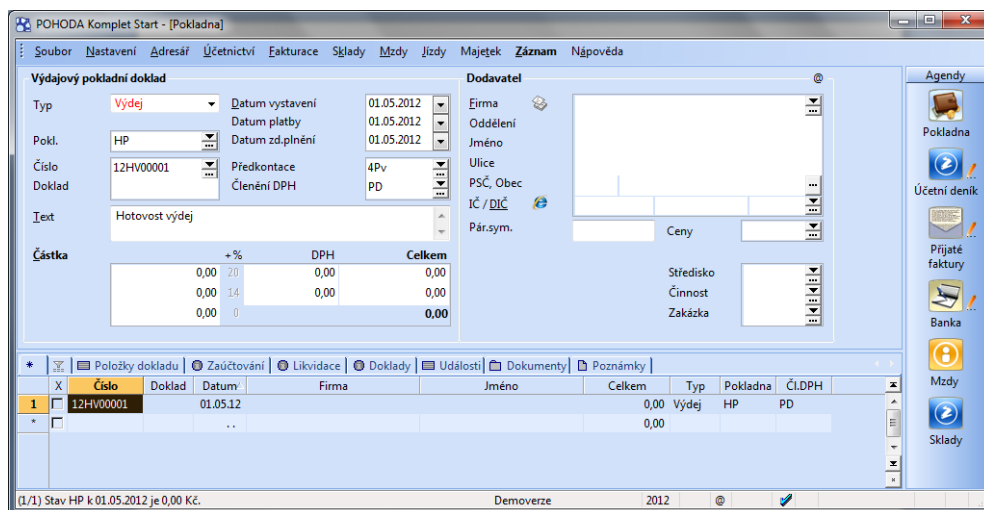 POHODA Komplet Start - [Pokladna]
Soubor Nastavení Adresář Účetnictví Fakturace Sklady Mzdy Jízdy Majetek Záznam Nápověda
Výdajový pokladní doklad
Typ Výdej
Datum vystavení 01.05.2012
Datum platby 01.05.2012
Pokl. HP
Datum zd.plnění 01.05.2012
Číslo 12HV00001
Předkontace 4Pv
Doklad
Členění DPH PD
Text Hotovost výdej
Částka +% DPH Celkem
0,00 20 0,00 0,00
0,00 14 0,00 0,00
0,00 0 0,00
Dodavatel @
Firma
Oddělení
Jméno
Ulice
PSČ, Obec
IČ / DIČ
Pár.sym. Ceny
Středisko
Činnost
Zakázka
* Položky dokladu Zaúčtování Likvidace Doklady Události Dokumenty Poznámky
X Číslo Doklad Datum Firma Jméno Celkem Typ Pokladna Čl.DPH
1 12HV00001 01.05.12 0,00 Výdej HP PD
* . . 0,00
Agendy
Pokladna
Účetní deník
Přijaté
faktury
Banka
Mzdy
Sklady
(1/1) Stav HP k 01.05.2012 je 0,00 Kč. Demoverze 2012 @